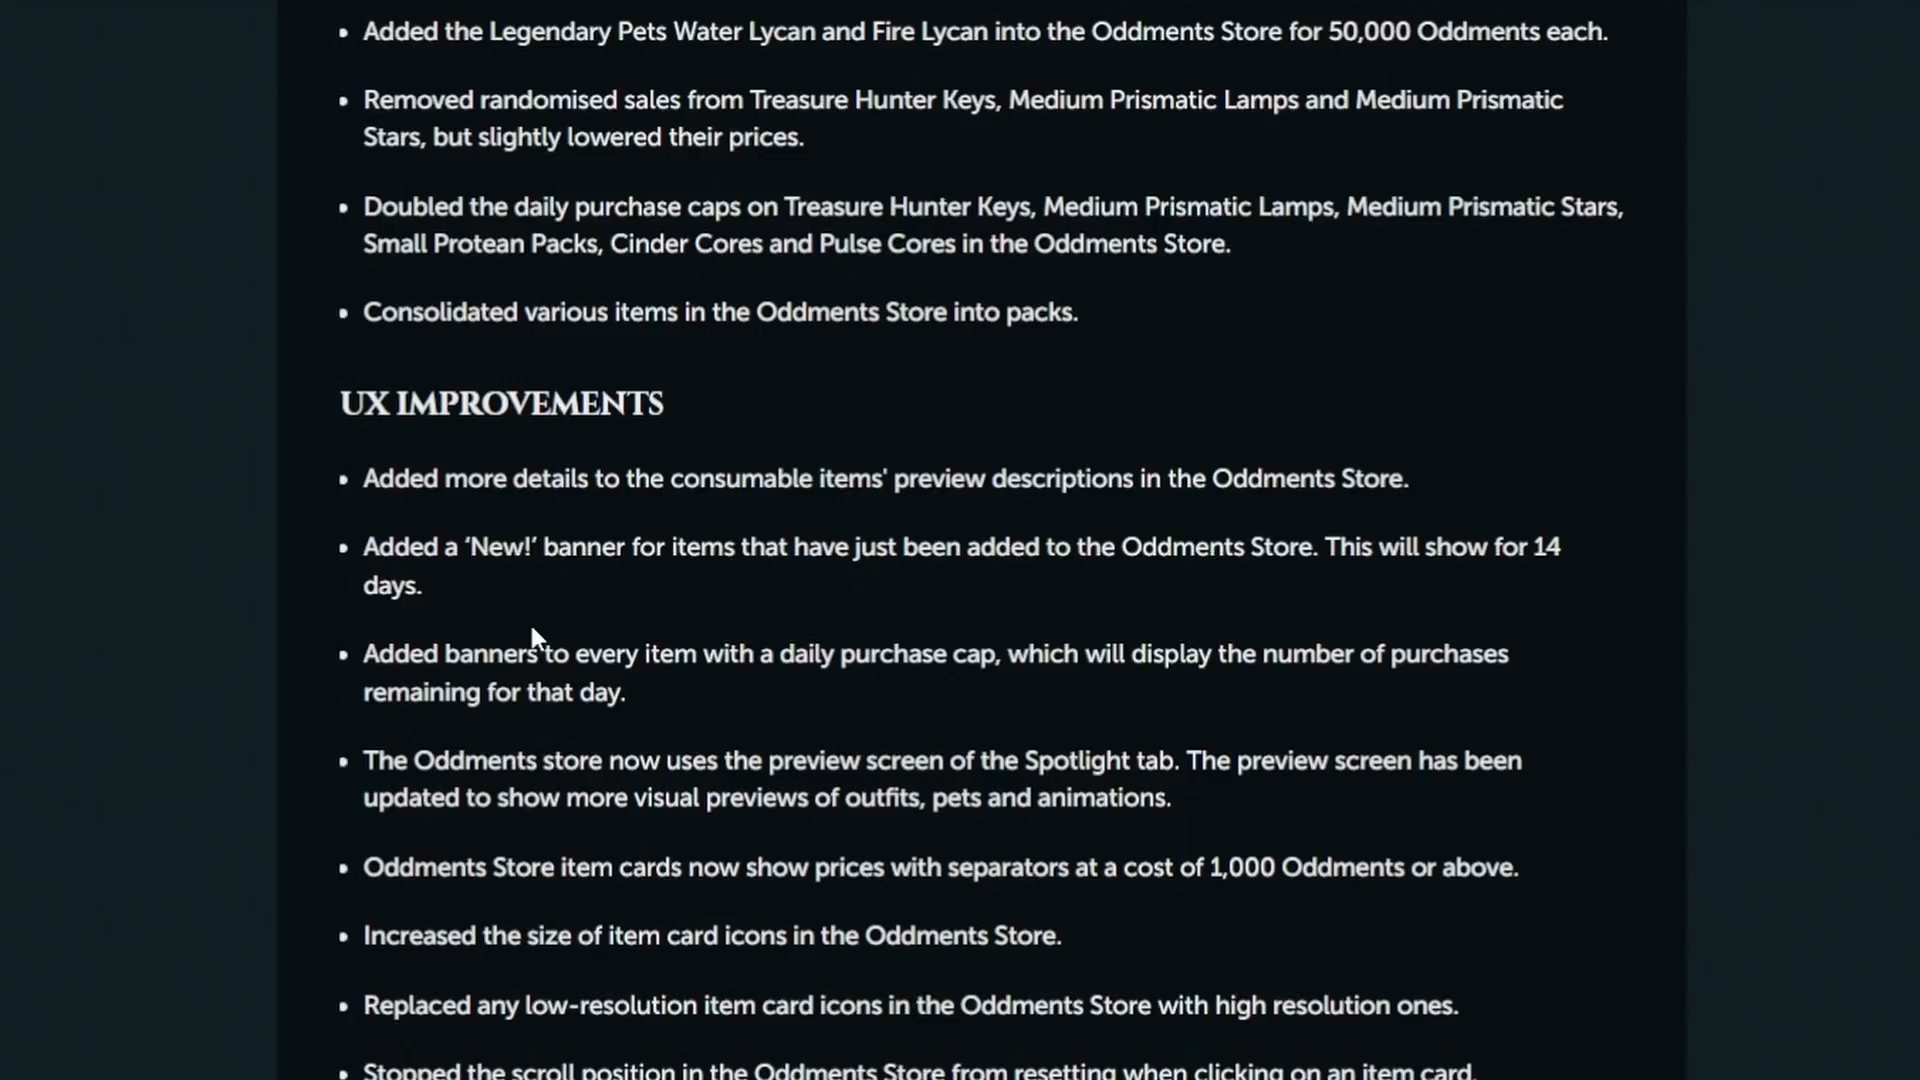 • Added the Legendary Pets Water Lycan and Fire Lycan into the Oddments Store for 50,000 Oddments each.
• Removed randomised sales from Treasure Hunter Keys, Medium Prismatic Lamps and Medium Prismatic
Stars, but slightly lowered their prices.
• Doubled the daily purchase caps on Treasure Hunter Keys, Medium Prismatic Lamps, Medium Prismatic Stars,
Small Protean Packs, Cinder Cores and Pulse Cores in the Oddments Store.
• Consolidated various items in the Oddments Store into packs.
UX IMPROVEMENTS
• Added more details to the consumable items' preview descriptions in the Oddments Store.
• Added a ‘New!’ banner for items that have just been added to the Oddments Store. This will show for 14
days.
• Added banners to every item with a daily purchase cap, which will display the number of purchases
remaining for that day.
• The Oddments store now uses the preview screen of the Spotlight tab. The preview screen has been
updated to show more visual previews of outfits, pets and animations.
• Oddments Store item cards now show prices with separators at a cost of 1,000 Oddments or above.
• Increased the size of item card icons in the Oddments Store.
• Replaced any low-resolution item card icons in the Oddments Store with high resolution ones.
• Stopped the scroll position in the Oddments Store from resetting when clicking on an item card.